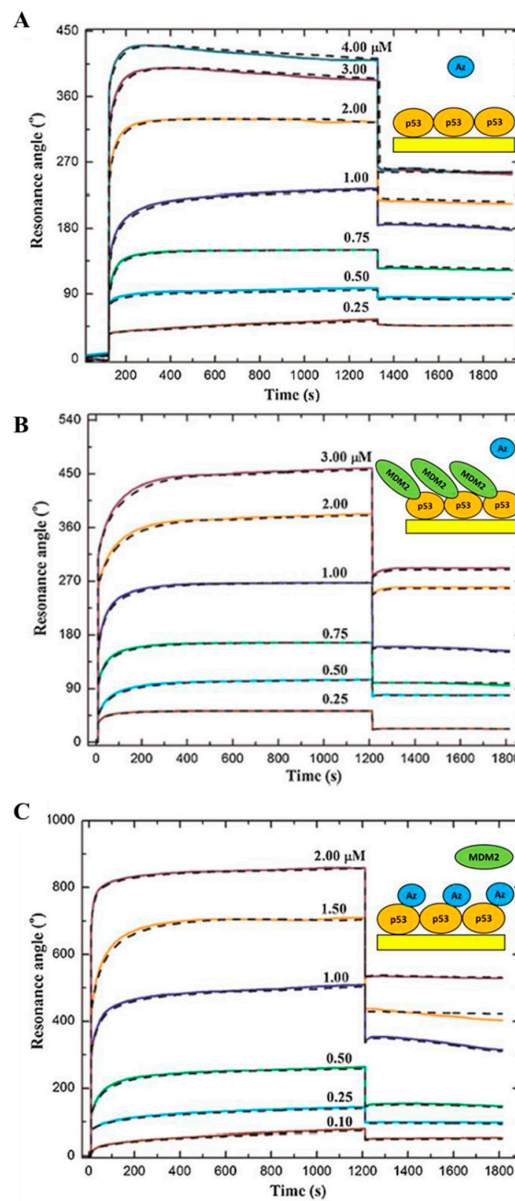 A
Resonance angle (°)
450
360
270
180
90
0
4.00 μM
3.00
2.00
1.00
0.75
0.50
0.25
Az
p53 p53 p53
200 400 600 800 1000 1200 1400 1600 1800
Time (s)
B
Resonance angle (°)
540
450
360
270
180
90
0
3.00 μM
2.00
1.00
0.75
0.50
0.25
Az
MDM2 MDM2 MDM2
p53 p53 p53
0 200 400 600 800 1000 1200 1400 1600 1800
Time (s)
C
Resonance angle (°)
1000
800
600
400
200
0
2.00 μM
1.50
1.00
0.50
0.25
0.10
MDM2
Az Az Az
p53 p53 p53
0 200 400 600 800 1000 1200 1400 1600 1800
Time (s)